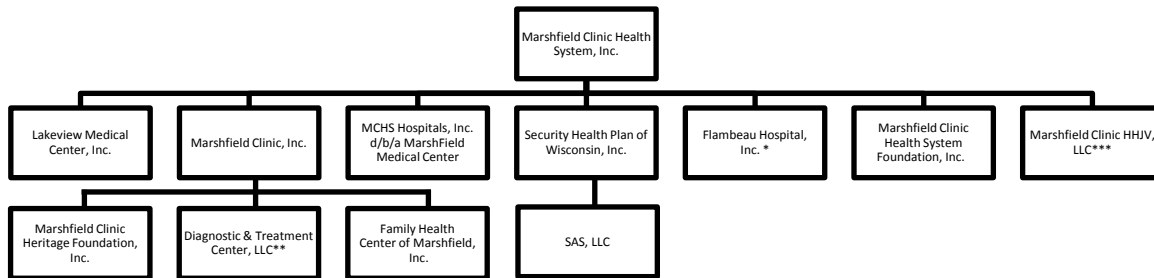 Marshfield Clinic Health
System, Inc.
Lakeview Medical
Center, Inc.
Marshfield Clinic, Inc.
MCHS Hospitals, Inc.
d/b/a MarshField
Medical Center
Security Health Plan of
Wisconsin, Inc.
Flambeau Hospital,
Inc. *
Marshfield Clinic
Health System
Foundation, Inc.
Marshfield Clinic HHJV,
LLC***
Marshfield Clinic
Heritage Foundation,
Inc.
Diagnostic & Treatment
Center, LLC**
Family Health
Center of Marshfield,
Inc.
SAS, LLC